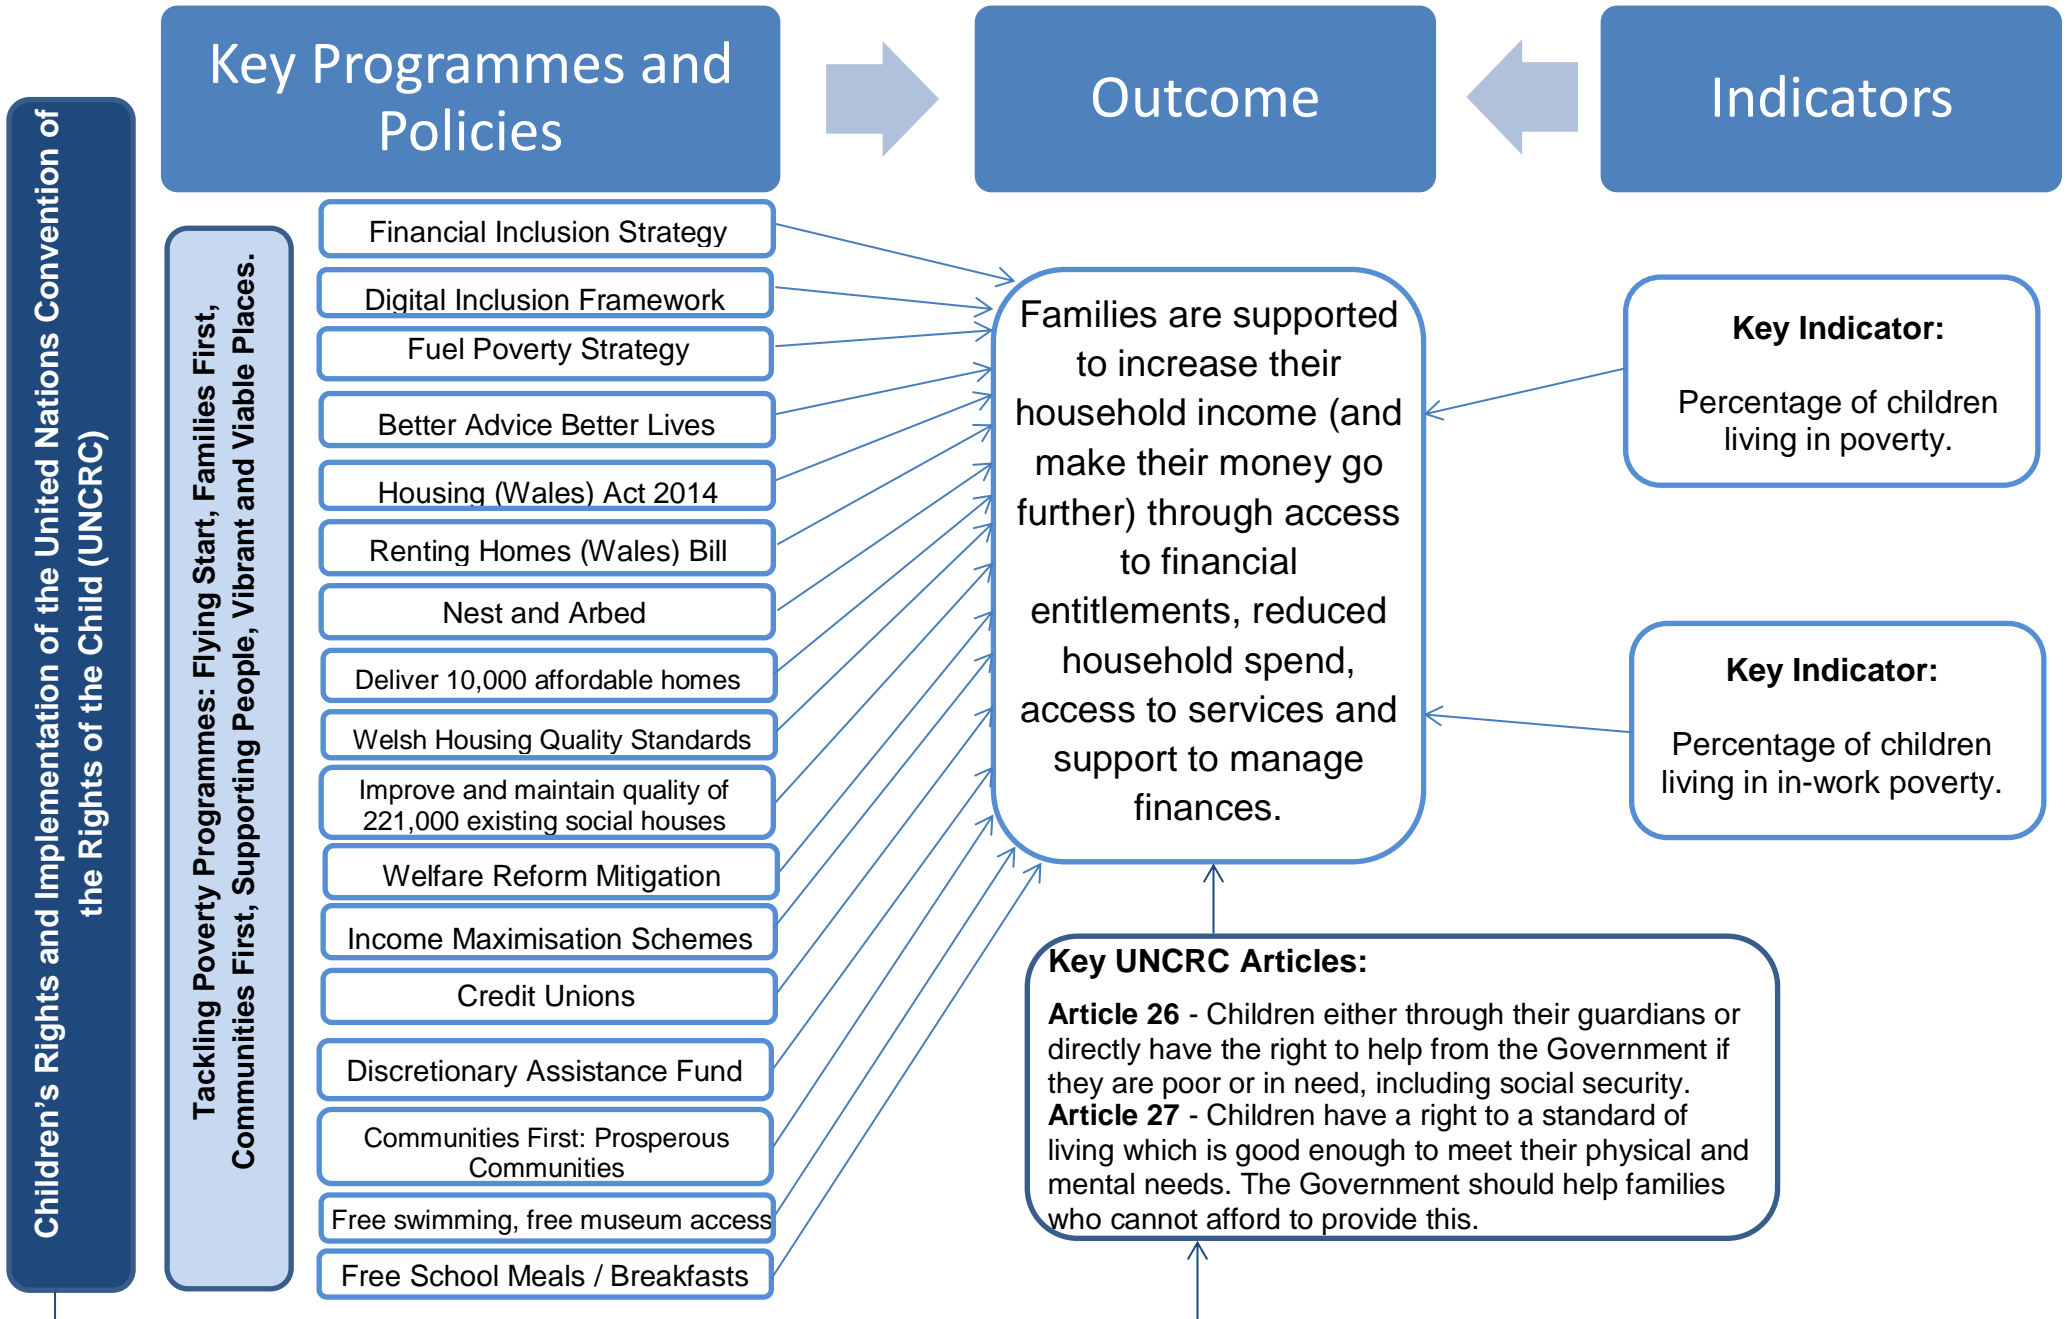 Key Programmes and
Policies
Outcome
Indicators
Children's Rights and Implementation of the United Nations Convention of
the Rights of the Child (UNCRC)
Tackling Poverty Programmes: Flying Start, Families First,
Communities First, Supporting People, Vibrant and Viable Places.
Financial Inclusion Strategy
Digital Inclusion Framework
Fuel Poverty Strategy
Better Advice Better Lives
Housing (Wales) Act 2014
Renting Homes (Wales) Bill
Nest and Arbed
Deliver 10,000 affordable homes
Welsh Housing Quality Standards
Improve and maintain quality of
221,000 existing social houses
Welfare Reform Mitigation
Income Maximisation Schemes
Credit Unions
Discretionary Assistance Fund
Communities First: Prosperous
Communities
Free swimming, free museum access
Free School Meals / Breakfasts
Families are supported
to increase their
household income (and
make their money go
further) through access
to financial
entitlements, reduced
household spend,
access to services and
support to manage
finances.
Key Indicator:
Percentage of children
living in poverty.
Key Indicator:
Percentage of children
living in in-work poverty.
Key UNCRC Articles:
Article 26 - Children either through their guardians or
directly have the right to help from the Government if
they are poor or in need, including social security.
Article 27 - Children have a right to a standard of
living which is good enough to meet their physical and
mental needs. The Government should help families
who cannot afford to provide this.